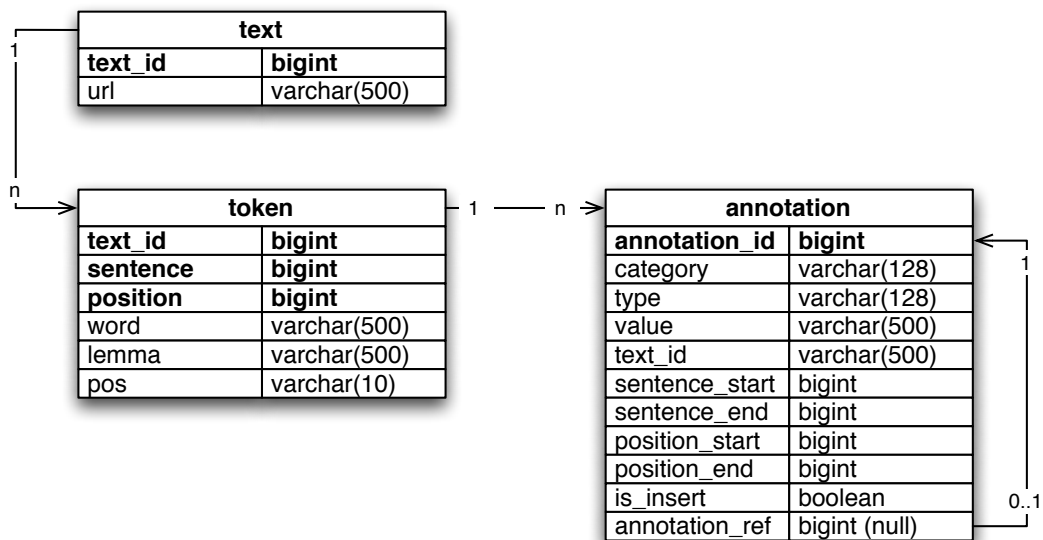 text
1
text_id bigint
url varchar(500)
n
token 1 n annotation
text_id bigint
sentence bigint
position bigint
word varchar(500)
lemma varchar(500)
pos varchar(10)
annotation_id bigint
1
category varchar(128)
type varchar(128)
value varchar(500)
text_id varchar(500)
sentence_start bigint
sentence_end bigint
position_start bigint
position_end bigint
is_insert boolean
0..1
annotation_ref bigint (null)